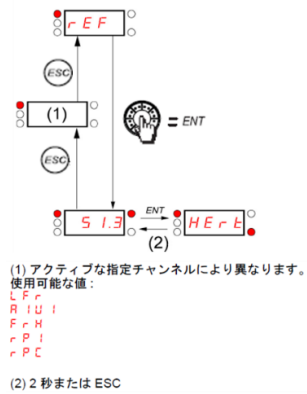 rEF
ESC
(1)
= ENT
ESC
51.3
ENT
HErt
(2)
(1) アクティブな指定チャンネルにより異なります。
使用可能な値 :
LFr
AIU1
FrH
rPI
rPC
(2) 2 秒または ESC